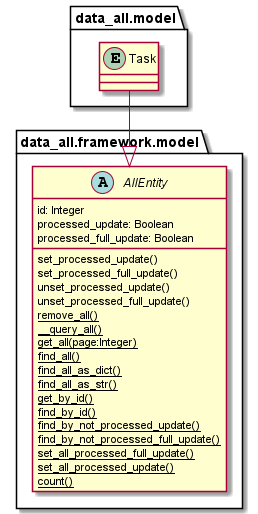 data_all.model
E Task
data_all.framework.model
A AllEntity
id: Integer
processed_update: Boolean
processed_full_update: Boolean
set_processed_update()
set_processed_full_update()
unset_processed_update()
unset_processed_full_update()
remove_all()
__query_all()
get_all(page:Integer)
find_all()
find_all_as_dict()
find_all_as_str()
get_by_id()
find_by_id()
find_by_not_processed_update()
find_by_not_processed_full_update()
set_all_processed_full_update()
set_all_processed_update()
count()